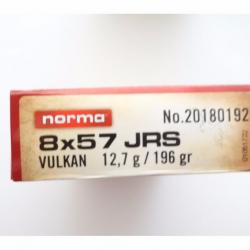 norma
No.20180192
8x57 JRS
VULKAN 12,7 g / 196 gr